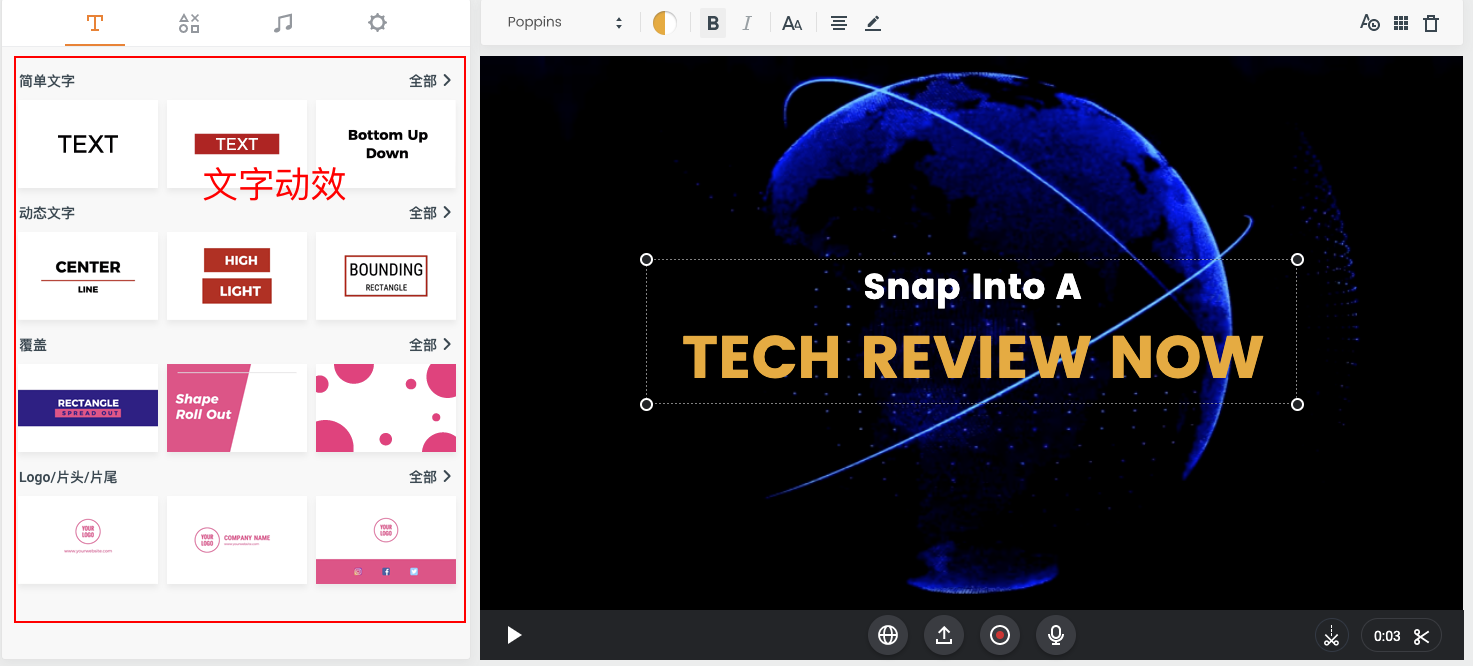 Poppins
B
I
AA
简单文字
全部
TEXT
TEXT
Bottom Up
Down
文字动效
动态文字
全部
CENTER
LINE
HIGH
LIGHT
BOUNDING
RECTANGLE
覆盖
全部
RECTANGLE
SPREAD OUT
Shape
Roll Out
Logo/片头/片尾
全部
YOUR
LOGO
www.yourwebsite.com
YOUR
LOGO
COMPANY NAME
www.yourwebsite.com
YOUR
LOGO
Snap Into A
TECH REVIEW NOW
0:03